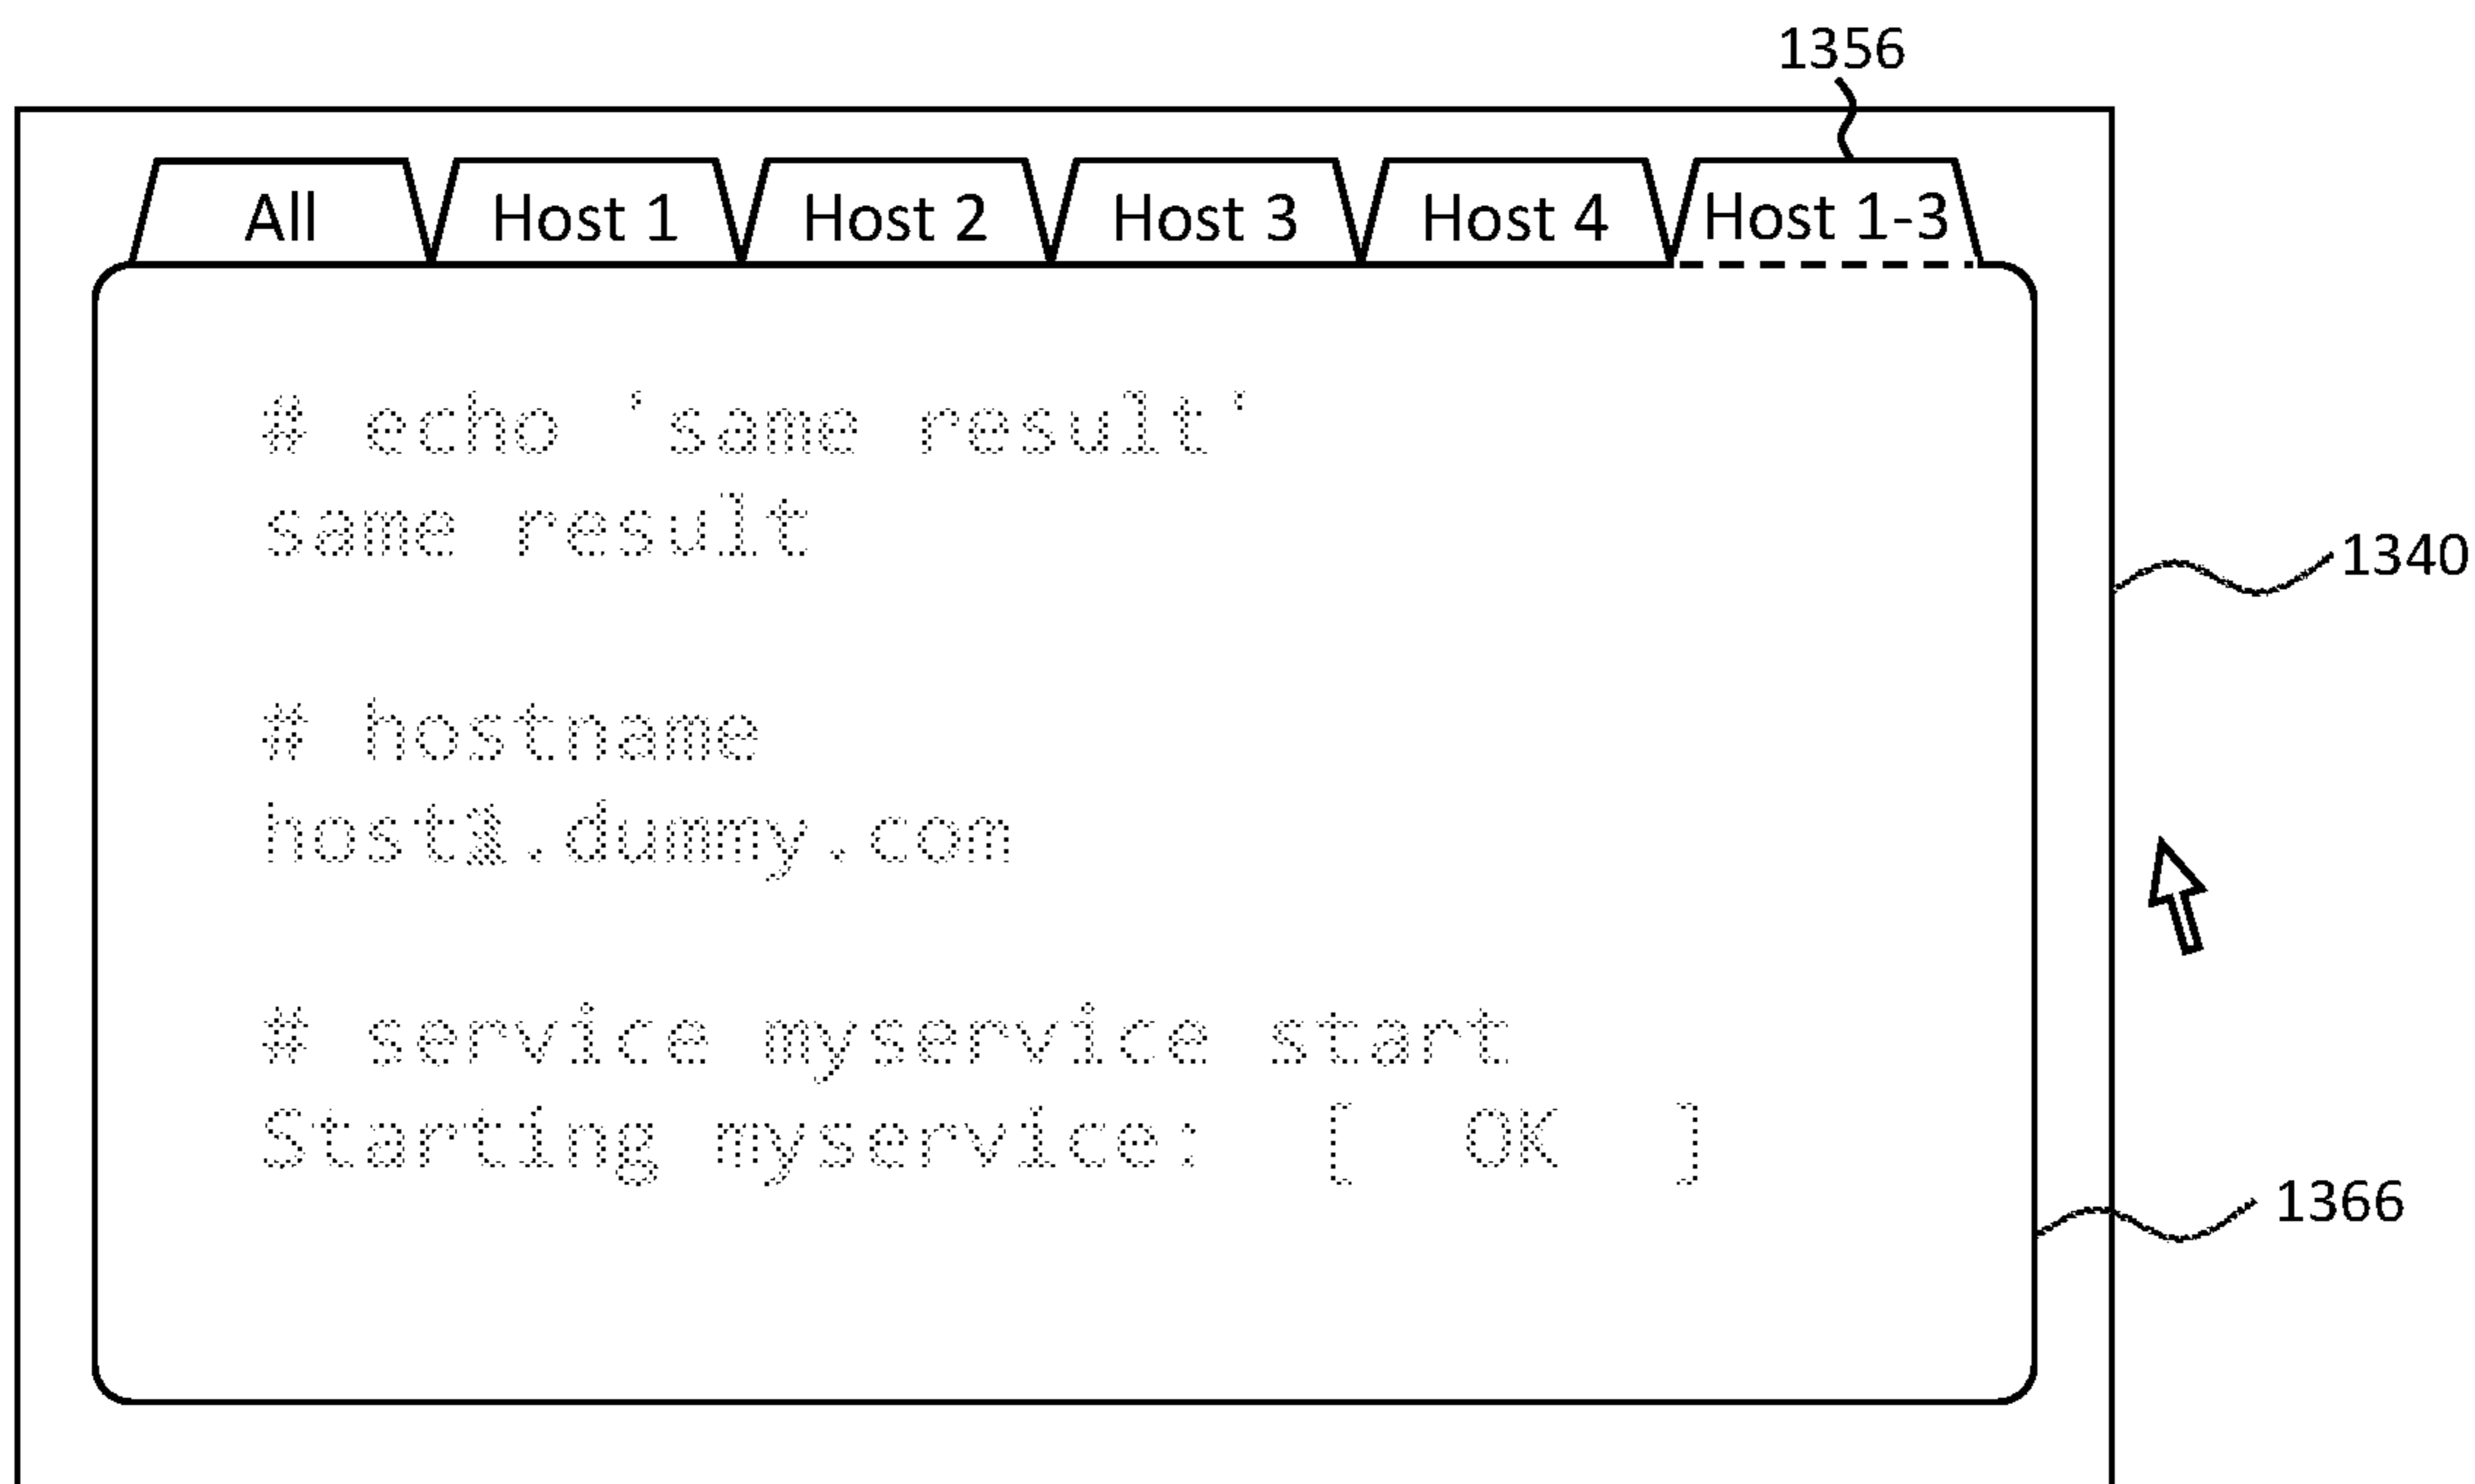 1356
All Host 1 Host 2 Host 3 Host 4 Host 1-3
# echo 'same result'
same result
1340
# hostname
.dummy.com
# service myservice start
Starting myservice: [ OK ]
1366